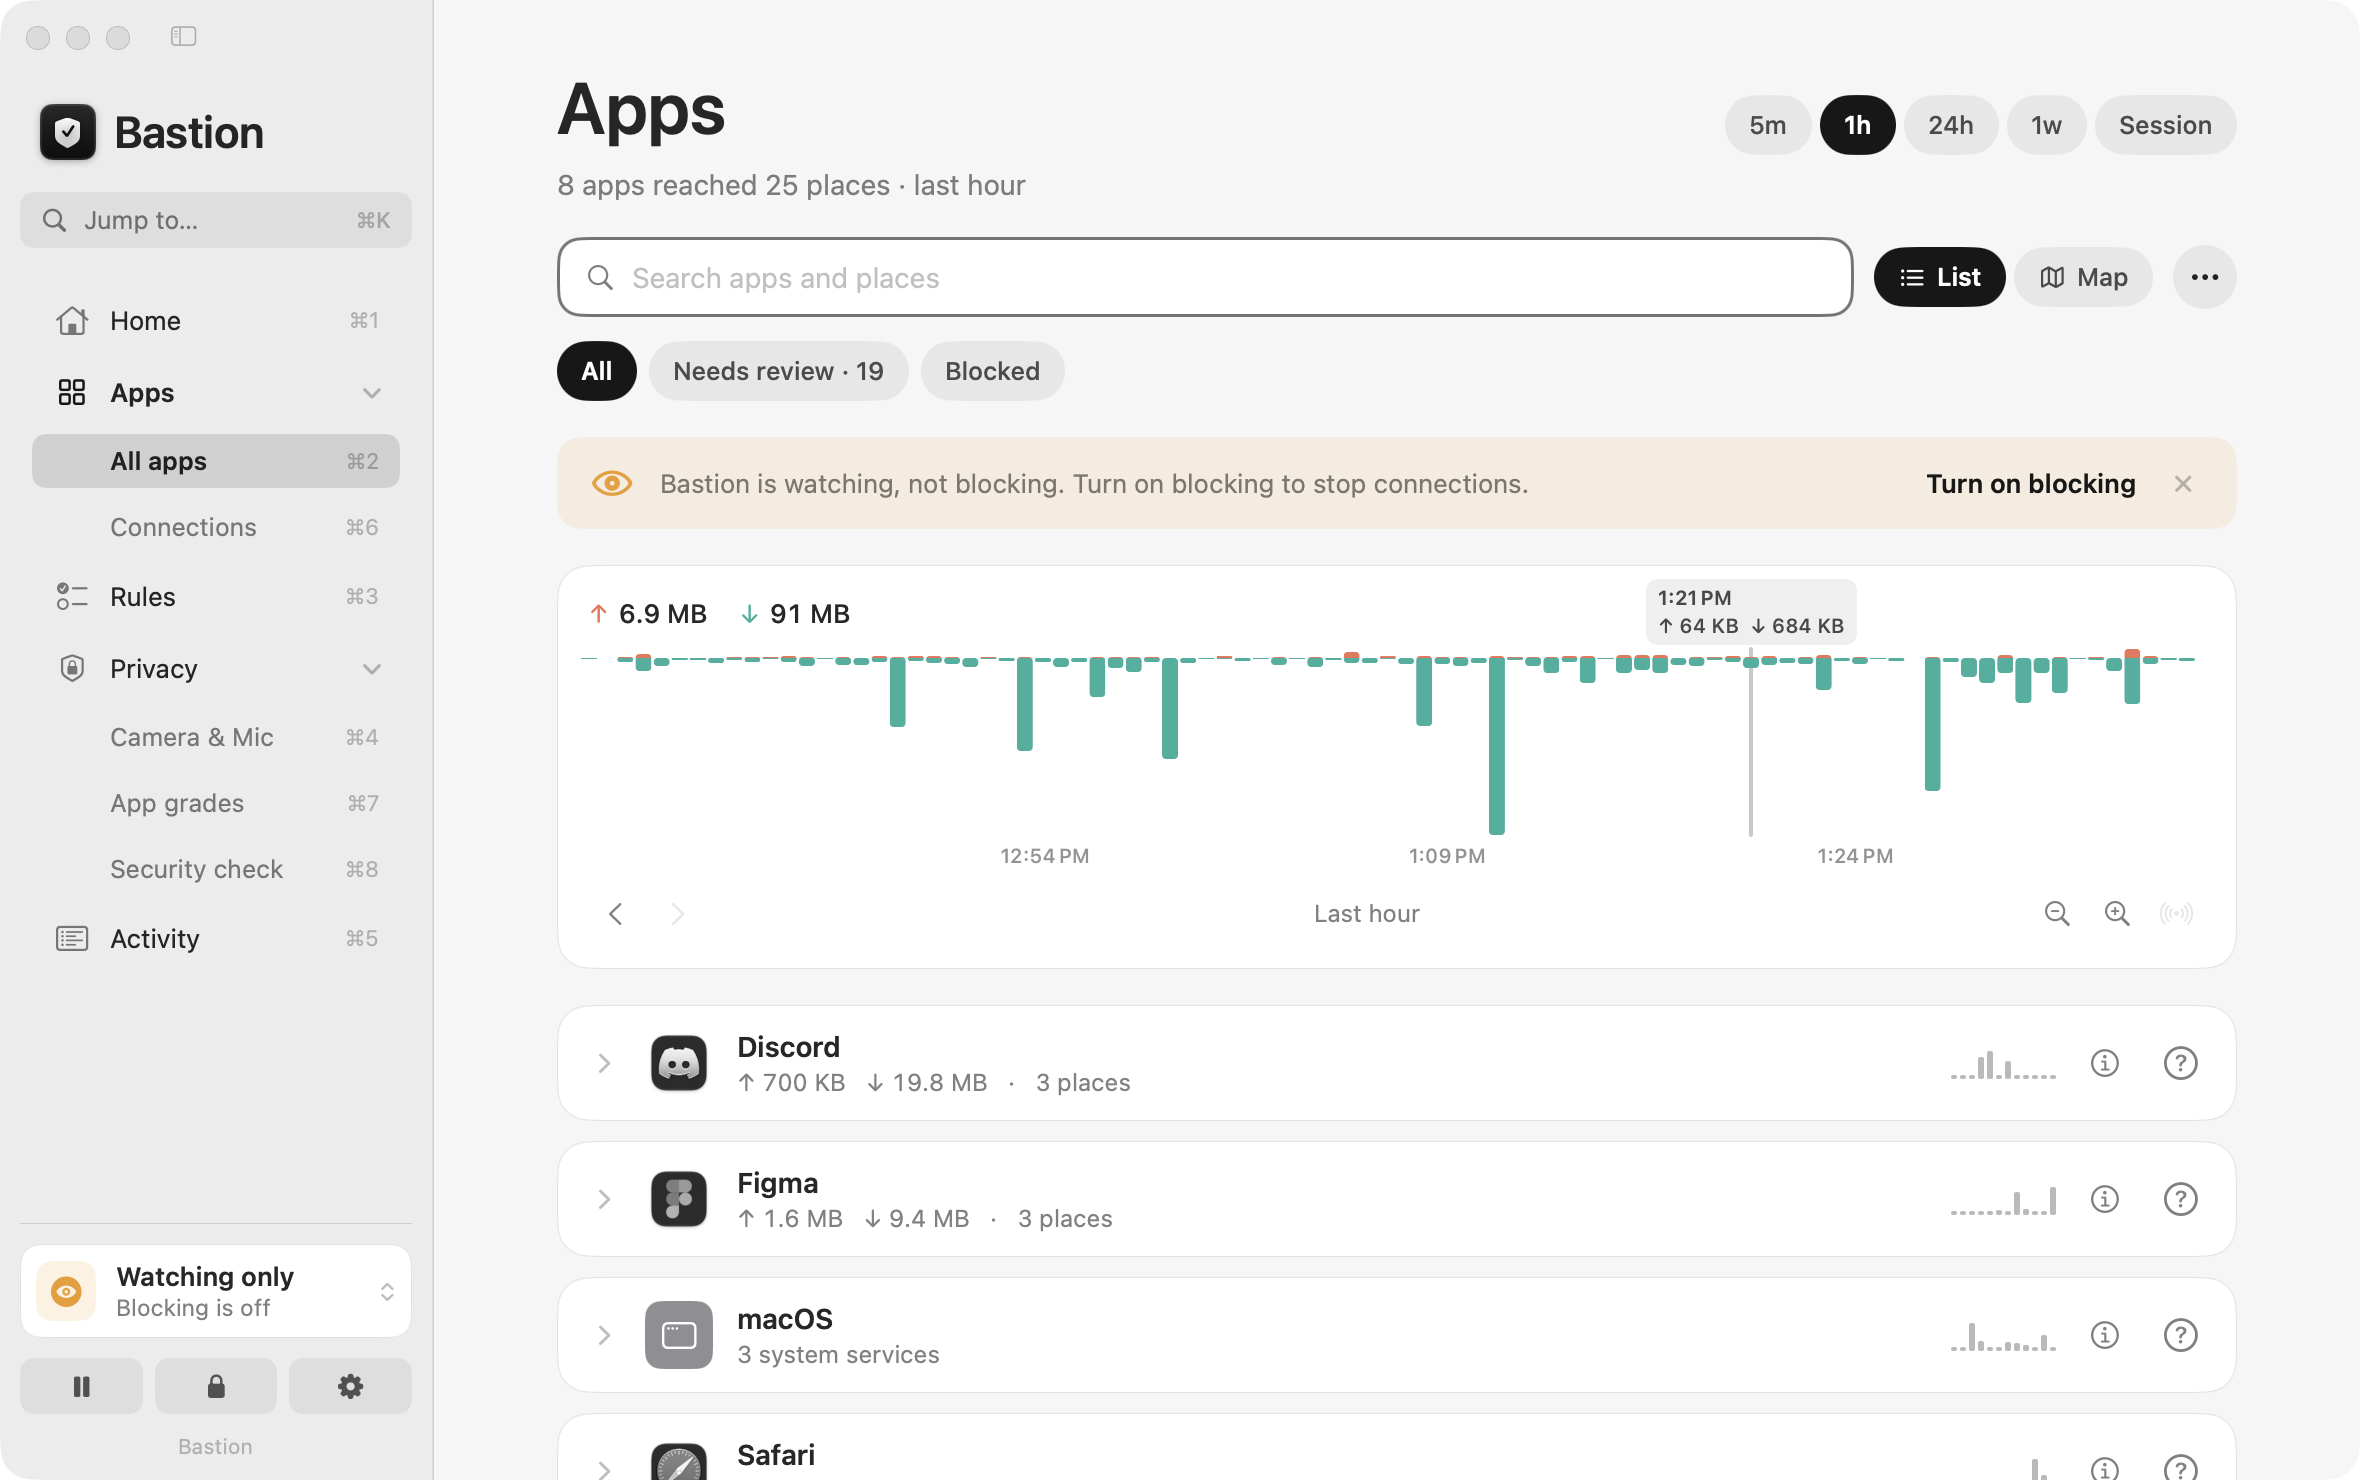 Bastion
Jump to... ⌘K
Home ⌘1
Apps
All apps ⌘2
Connections ⌘6
Rules ⌘3
Privacy
Camera & Mic ⌘4
App grades ⌘7
Security check ⌘8
Activity ⌘5
Watching only
Blocking is off
Bastion
Apps
8 apps reached 25 places · last hour
5m 1h 24h 1w Session
Search apps and places
List Map
All Needs review · 19 Blocked
Bastion is watching, not blocking. Turn on blocking to stop connections. Turn on blocking
↑ 6.9 MB ↓ 91 MB
1:21 PM
↑ 64 KB ↓ 684 KB
12:54 PM 1:09 PM 1:24 PM
Last hour
Discord
↑ 700 KB ↓ 19.8 MB · 3 places
Figma
↑ 1.6 MB ↓ 9.4 MB · 3 places
macOS
3 system services
Safari